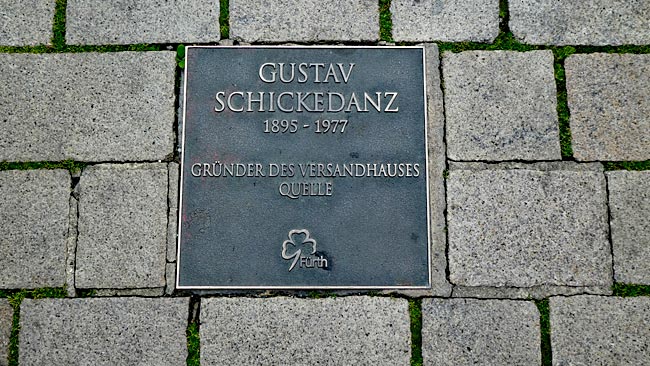 GUSTAV
SCHICKEDANZ
1895 - 1977
GRÜNDER DES VERSANDHAUSES
QUELLE
Fürth